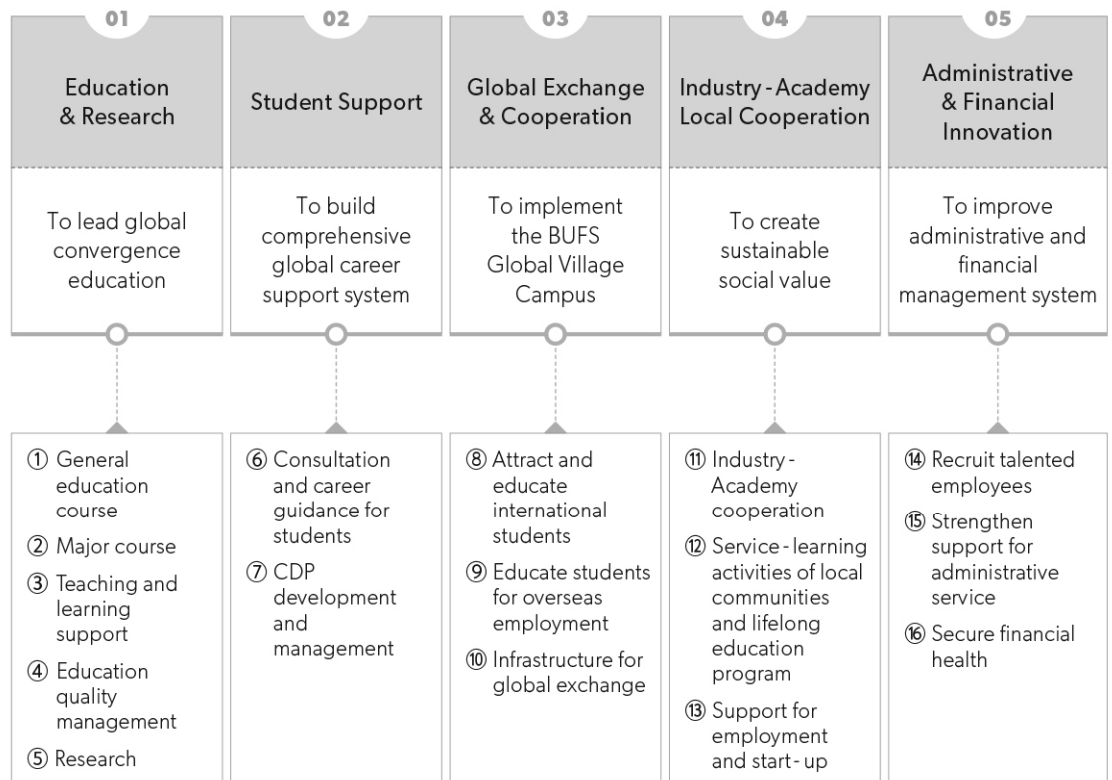 01
Education
& Research
To lead global
convergence
education
① General
education
course
② Major course
③ Teaching and
learning
support
④ Education
quality
management
⑤ Research
02
Student Support
To build
comprehensive
global career
support system
⑥ Consultation
and career
guidance for
students
⑦ CDP
development
and
management
03
Global Exchange
& Cooperation
To implement
the BUFS
Global Village
Campus
⑧ Attract and
educate
international
students
⑨ Educate students
for overseas
employment
⑩ Infrastructure for
global exchange
04
Industry-Academy
Local Cooperation
To create
sustainable
social value
⑪ Industry-
Academy
cooperation
⑫ Service-learning
activities of local
communities
and lifelong
education
program
⑬ Support for
employment
and start-up
05
Administrative
& Financial
Innovation
To improve
administrative and
financial
management system
⑭ Recruit talented
employees
⑮ Strengthen
support for
administrative
service
⑯ Secure financial
health